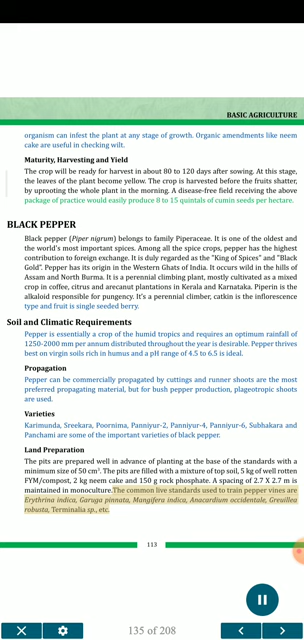 BASIC AGRICULTURE
organism can infest the plant at any stage of growth. Organic amendments like neem
cake are useful in checking wilt.
Maturity, Harvesting and Yield
The crop will be ready for harvest in about 80 to 120 days after sowing. At this stage,
the leaves of the plant become yellow. The crop is harvested before the fruits shatter,
by uprooting the whole plant in the morning. A disease-free field receiving the above
package of practice would easily produce 8 to 15 quintals of cumin seeds per hectare.
BLACK PEPPER
Black pepper (Piper nigrum) belongs to family Piperaceae. It is one of the oldest and
the world's most important spices. Among all the spice crops, pepper has the highest
contribution to foreign exchange. It is duly regarded as the "King of Spices" and "Black
Gold". Pepper has its origin in the Western Ghats of India. It occurs wild in the hills of
Assam and North Burma. It is a perennial climbing plant, mostly cultivated as a mixed
crop in coffee, citrus and arecanut plantations in Kerala and Karnataka. Piperin is the
alkaloid responsible for pungency. It's a perennial climber, catkin is the inflorescence
type and fruit is single seeded berry.
Soil and Climatic Requirements
Pepper is essentially a crop of the humid tropics and requires an optimum rainfall of
1250-2000 mm per annum distributed throughout the year is desirable. Pepper thrives
best on virgin soils rich in humus and a pH range of 4.5 to 6.5 is ideal.
Propagation
Pepper can be commercially propagated by cuttings and runner shoots are the most
preferred propagating material, but for bush pepper production, plageotropic shoots
are used.
Varieties
Karimunda, Sreekara, Poornima, Panniyur-2, Panniyur-4, Panniyur-6, Subhakara and
Panchami are some of the important varieties of black pepper.
Land Preparation
The pits are prepared well in advance of planting at the base of the standards with a
minimum size of 50 cm³. The pits are filled with a mixture of top soil, 5 kg of well rotten
FYM/compost, 2 kg neem cake and 150 g rock phosphate. A spacing of 2.7 X 2.7 m is
maintained in monoculture.The common live standards used to train pepper vines are
Erythrina indica, Garuga pinnata, Mangifera indica, Anacardium occidentale, Gresillea
robusta, Terminalia sp., etc.
113
135 of 208